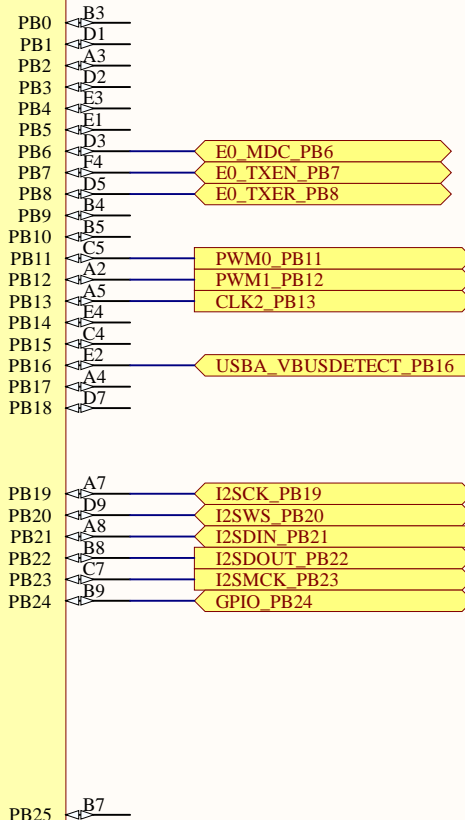 PB0 B3
PB1 D1
PB2 A3
PB3 D2
PB4 E3
PB5 E1
PB6 D3 E0_MDC_PB6
PB7 F4 E0_TXEN_PB7
PB8 D5 E0_TXER_PB8
PB9 B4
PB10 B5
PB11 C5 PWM0_PB11
PB12 A2 PWM1_PB12
PB13 A5 CLK2_PB13
PB14 E4
PB15 C4
PB16 E2 USBA_VBUSDETECT_PB16
PB17 A4
PB18 D7
PB19 A7 I2SCK_PB19
PB20 D9 I2SWS_PB20
PB21 A8 I2SDIN_PB21
PB22 B8 I2SDOUT_PB22
PB23 C7 I2SMCK_PB23
PB24 B9 GPIO_PB24
PB25 B7